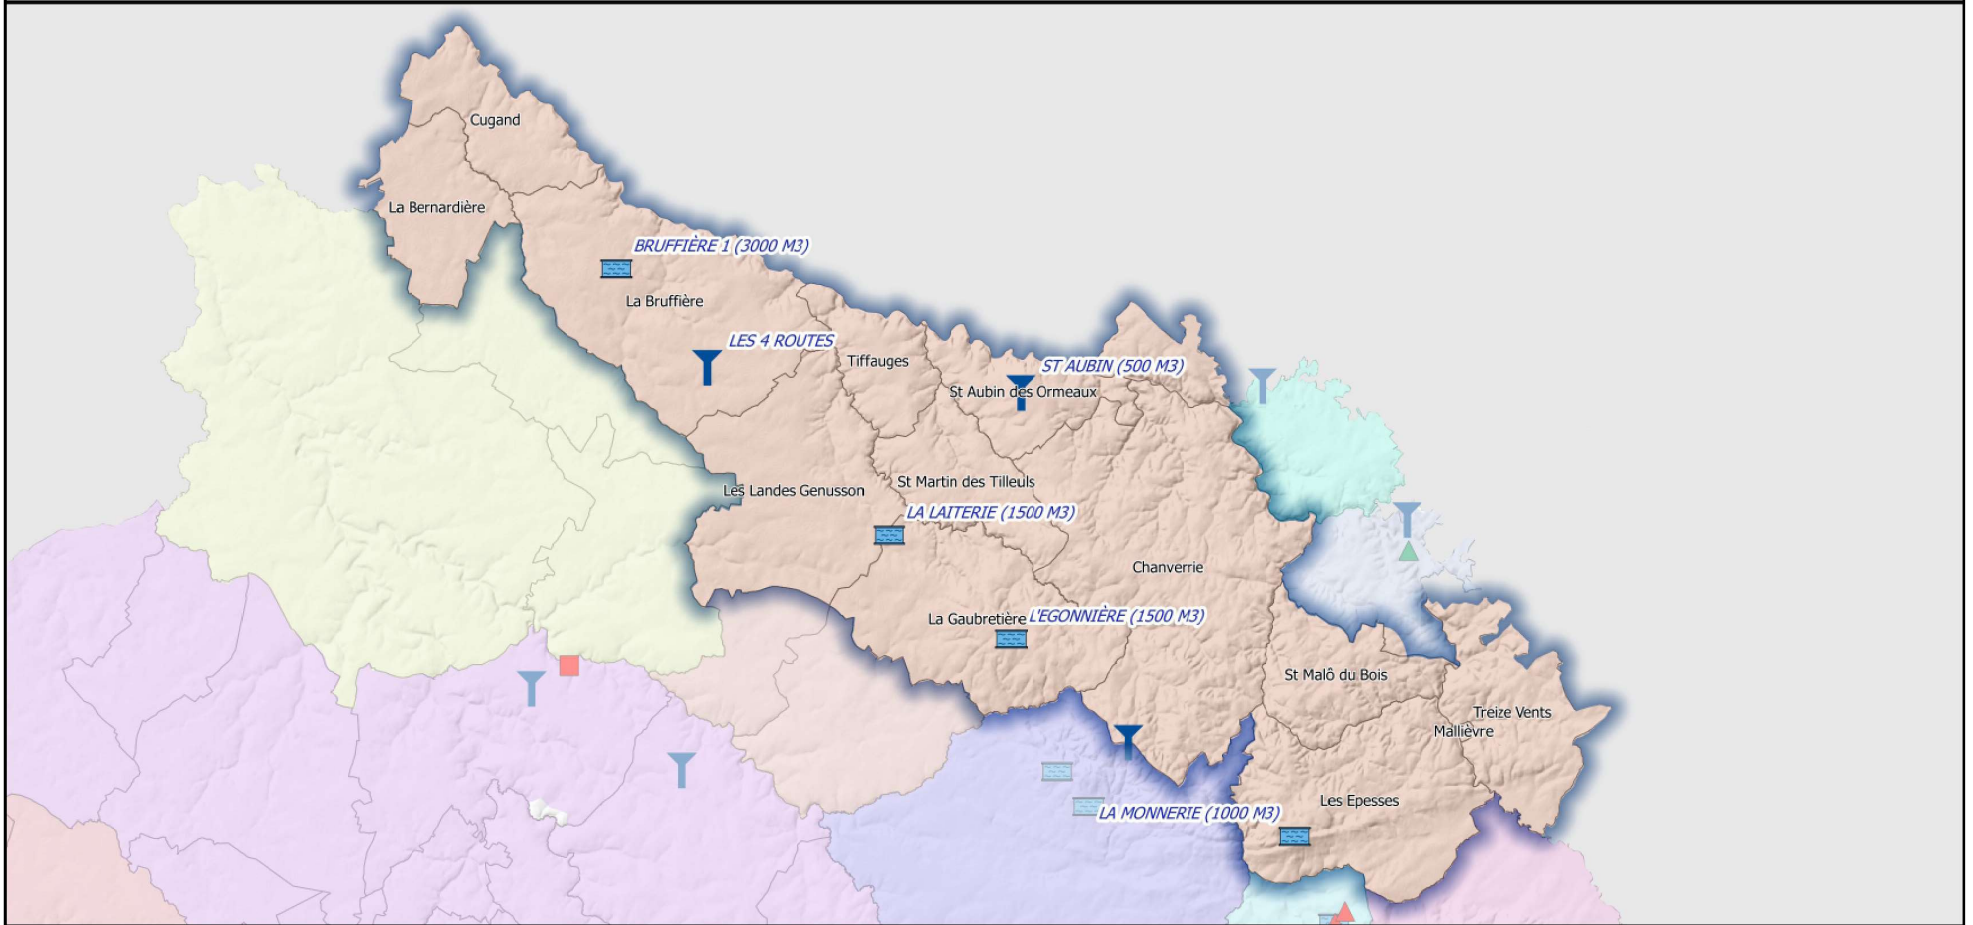 Cugand
La Bernardière
BRUFFIÈRE 1 (3000 M3)
La Bruffière
LES 4 ROUTES
Tiffauges
ST AUBIN (500 M3)
St Aubin des Ormeaux
St Martin des Tilleuls
Les Landes Genusson
LA LAITERIE (1500 M3)
Chanverrie
La Gaubretière
L'EGONNIÈRE (1500 M3)
St Malô du Bois
Treize Vents
Mallièvre
Les Epesses
LA MONNERIE (1000 M3)